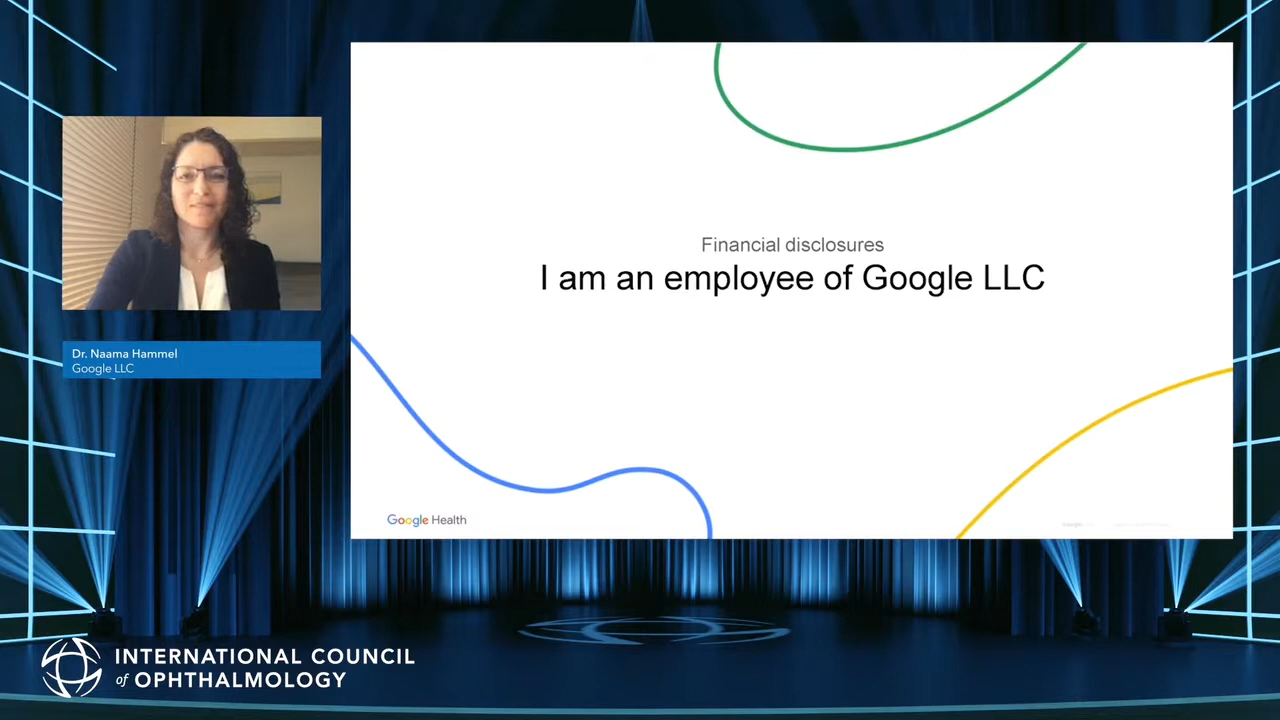 Financial disclosures
I am an employee of Google LLC
Dr. Naama Hammel
Google LLC
Google Health
INTERNATIONAL COUNCIL
of OPHTHALMOLOGY